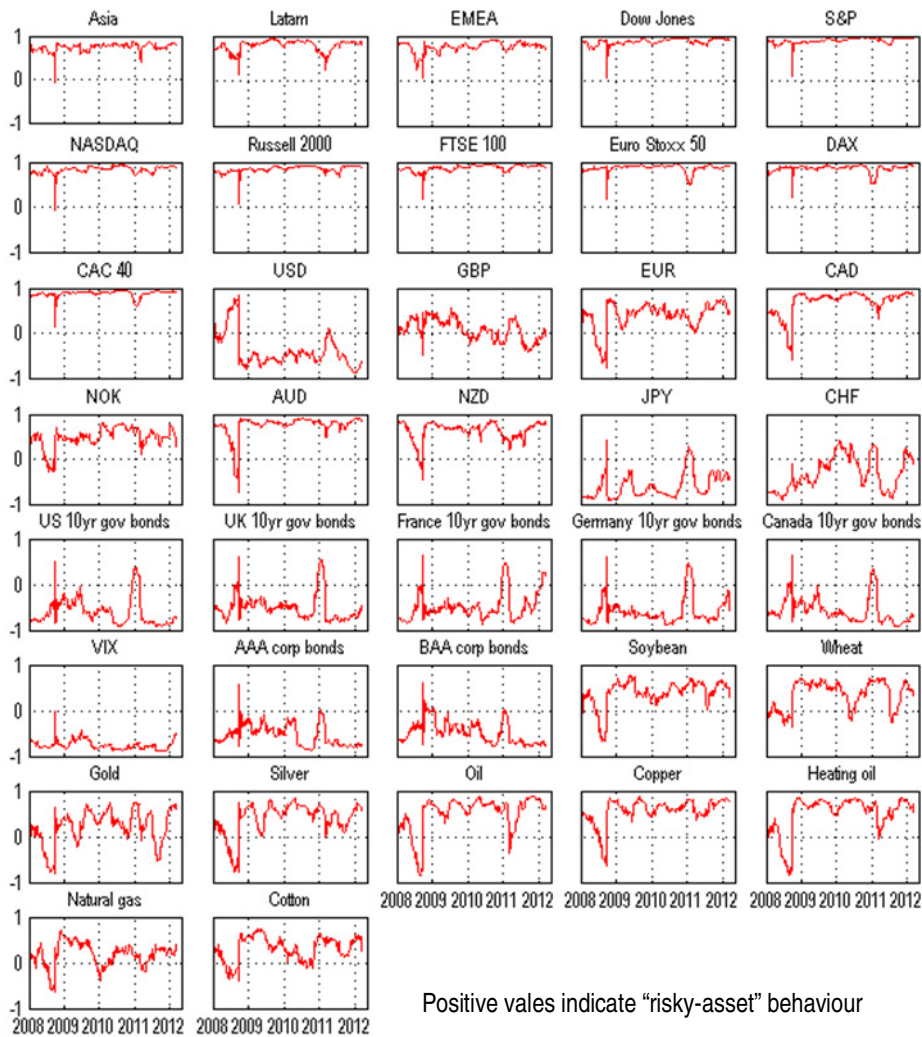 Asia Latam EMEA Dow Jones S&P
1
0
-1
NASDAQ Russell 2000 FTSE 100 Euro Stoxx 50 DAX
1
0
-1
CAC 40 USD GBP EUR CAD
1
0
-1
NOK AUD NZD JPY CHF
1
0
-1
US 10yr gov bonds UK 10yr gov bonds France 10yr gov bonds Germany 10yr gov bonds Canada 10yr gov bonds
1
0
-1
VIX AAA corp bonds BAA corp bonds Soybean Wheat
1
0
-1
Gold Silver Oil Copper Heating oil
1
0
-1
2008 2009 2010 2011 2012 2008 2009 2010 2011 2012 2008 2009 2010 2011 2012
Natural gas Cotton
1
0
-1
2008 2009 2010 2011 2012 2008 2009 2010 2011 2012
Positive vales indicate “risky-asset” behaviour